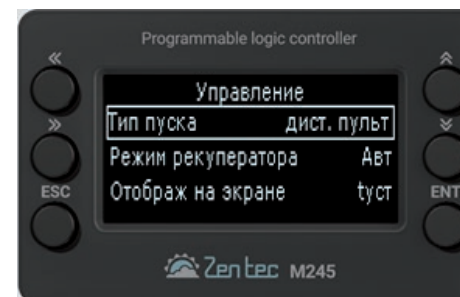 Programmable logic controller
Управление
Тип пуска дист. пульт
Режим рекуператора Авт
Отображ на экране tуст
ESC
ENT
Zentec M245